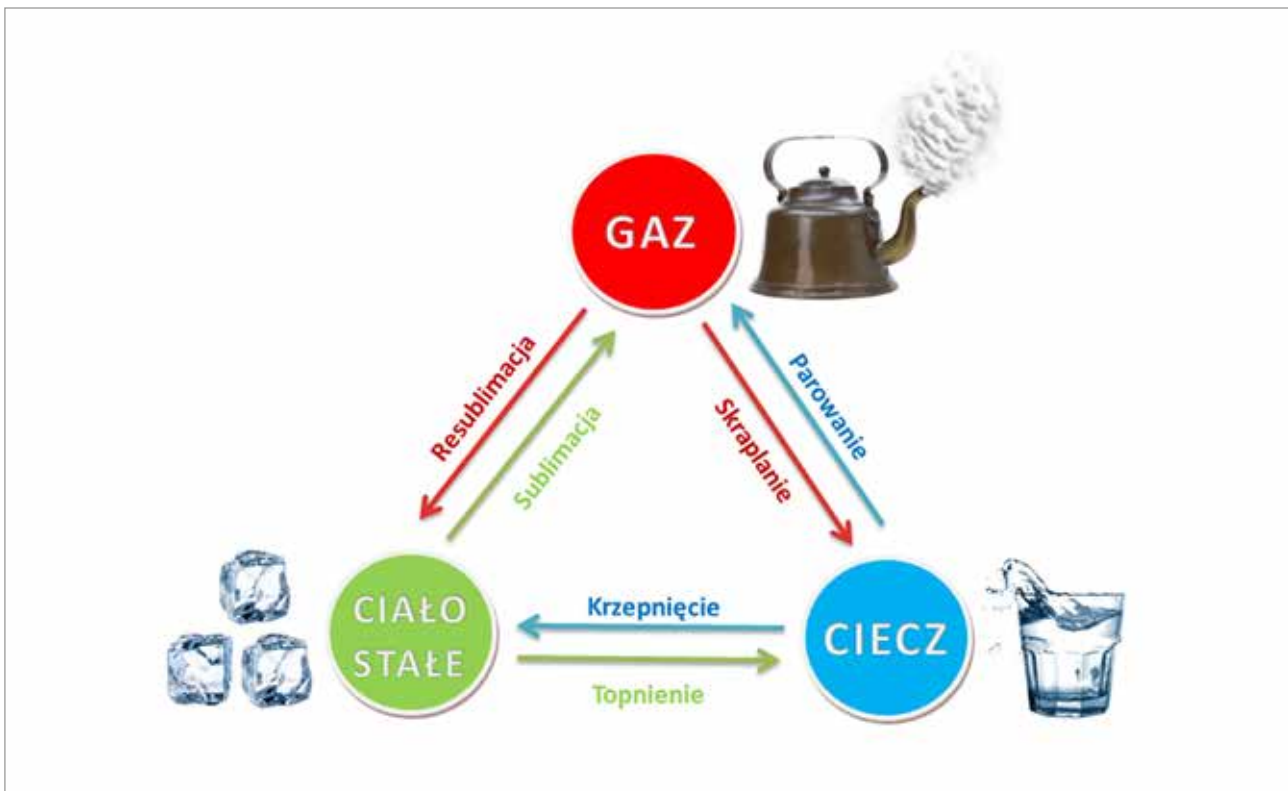 GAZ
Resublimacja
Sublimacja
Skraplanie
Parowanie
CIAŁO
STAŁE
Krzepnięcie
Topnienie
CIECZ